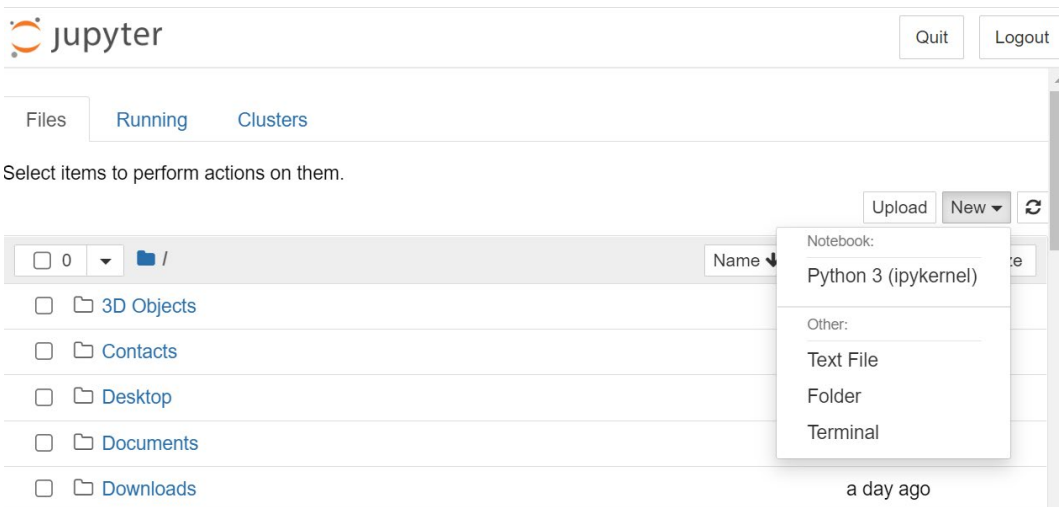 jupyter
Quit Logout
Files Running Clusters
Select items to perform actions on them.
Upload New
0 / Name
Notebook:
Python 3 (ipykernel)
Other:
Text File
Folder
Terminal
3D Objects
Contacts
Desktop
Documents
Downloads a day ago